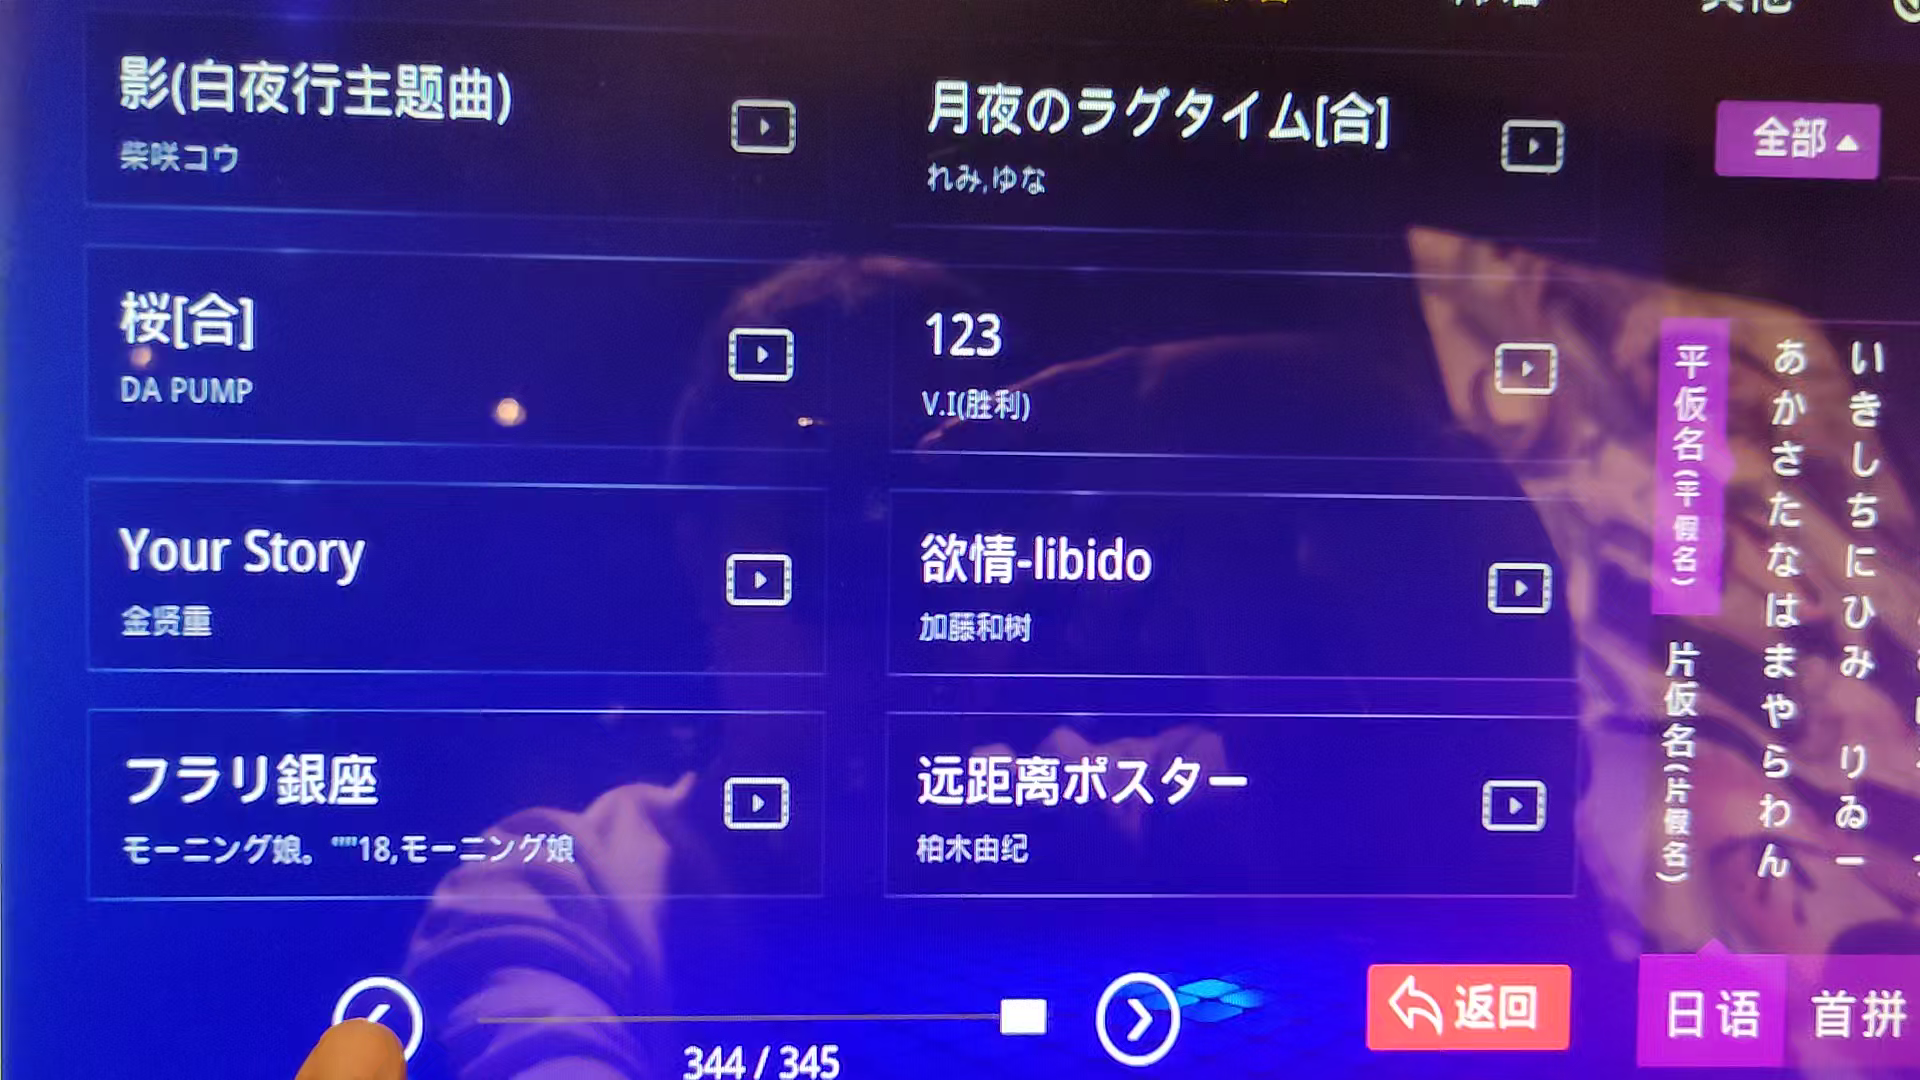 其他
影(白夜行主题曲)
柴咲コウ
月夜のラグタイム[合]
れみ,ゆな
全部
桜[合]
DA PUMP
123
V.I(胜利)
Your Story
金贤重
欲情-libido
加藤和树
フラリ銀座
モーニング娘。""18,モーニング娘
远距离ポスター
柏木由纪
平仮名(平假名)
片仮名(片假名)
あかさたなはまやらわん
いきしちにひみ りゐー
344 / 345
返回
日语
首拼